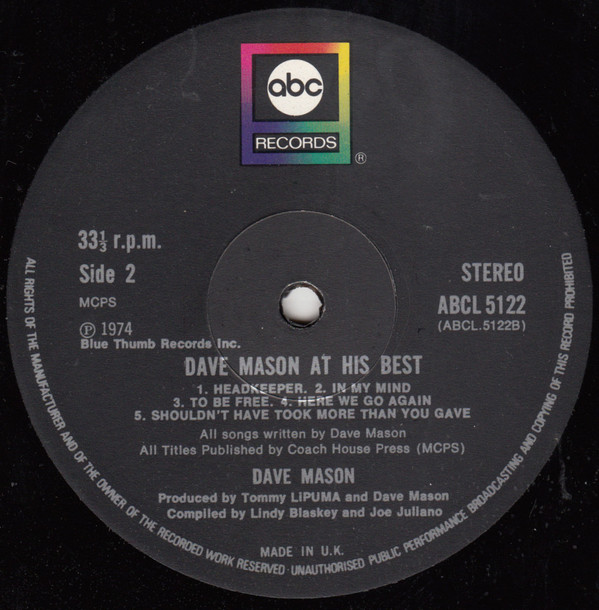 abc
RECORDS
®
33⅓ r.p.m.
Side 2
MCPS
Ⓟ 1974
Blue Thumb Records Inc.
STEREO
ABCL 5122
(ABCL.5122B)
DAVE MASON AT HIS BEST
1. HEADKEEPER. 2. IN MY MIND
3. TO BE FREE. 4. HERE WE GO AGAIN
5. SHOULDN'T HAVE TOOK MORE THAN YOU GAVE
All songs written by Dave Mason
All Titles Published by Coach House Press (MCPS)
DAVE MASON
Produced by Tommy LIPUMA and Dave Mason
Compiled by Lindy Blaskey and Joe Juliano
MADE IN U.K.
ALL RIGHTS OF THE MANUFACTURER AND OF THE OWNER OF THE RECORDED WORK RESERVED · UNAUTHORISED PUBLIC PERFORMANCE BROADCASTING AND COPYING OF THIS RECORD PROHIBITED